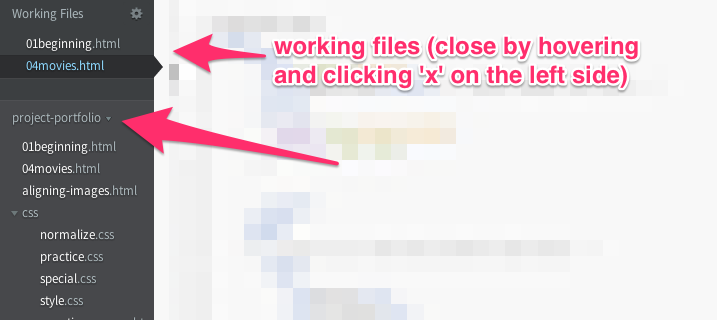 Working Files
01beginning.html
04movies.html
working files (close by hovering
and clicking 'x' on the left side)
project-portfolio
01beginning.html
04movies.html
aligning-images.html
css
normalize.css
practice.css
special.css
style.css